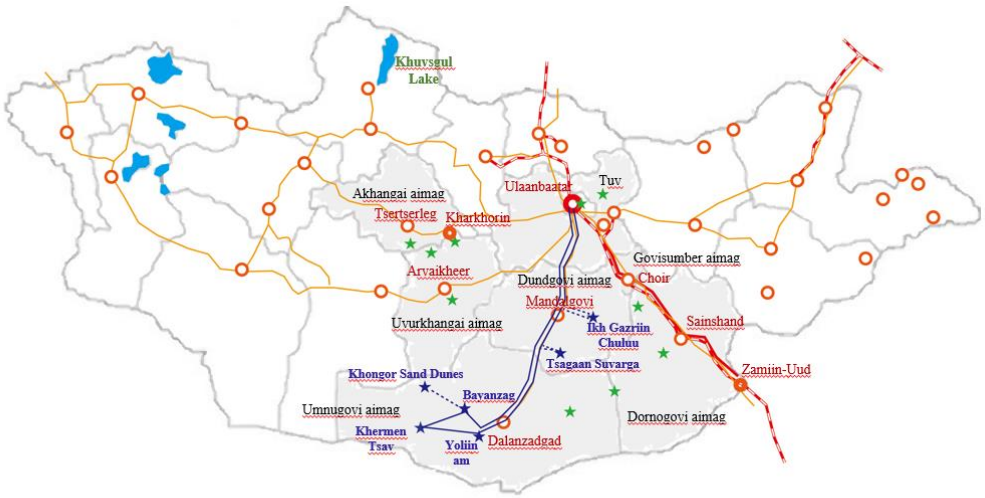 Khuvsgul
Lake
Akhangai aimag
Tsertserleg
Kharkhorin
Ulaanbaatar
Tuv
Arvaikheer
Uvurkhangai aimag
Govisumber aimag
Choir
Dundgovi aimag
Mandalgovi
Ikh Gazriin
Chuluu
Tsagaan Suvarga
Sainshand
Zamiin-Uud
Khongor Sand Dunes
Bayanzag
Umnugovi aimag
Khermen
Tsav
Yoliin
am
Dalanzadgad
Dornogovi aimag